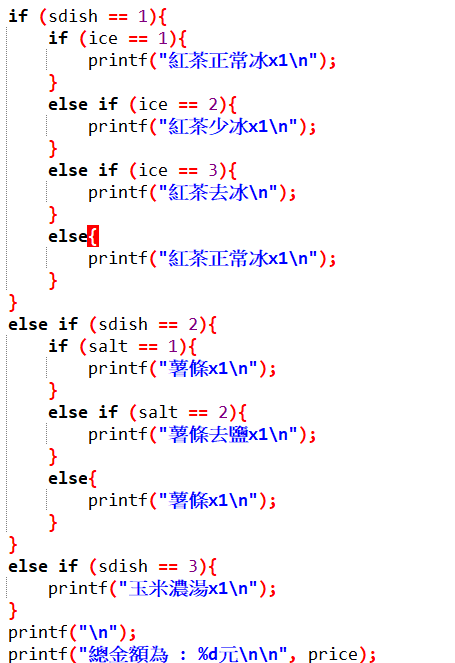 if (sdish == 1){
    if (ice == 1){
        printf("紅茶正常冰x1\n");
    }
    else if (ice == 2){
        printf("紅茶少冰x1\n");
    }
    else if (ice == 3){
        printf("紅茶去冰\n");
    }
    else{
        printf("紅茶正常冰x1\n");
    }
}
else if (sdish == 2){
    if (salt == 1){
        printf("薯條x1\n");
    }
    else if (salt == 2){
        printf("薯條去鹽x1\n");
    }
    else{
        printf("薯條x1\n");
    }
}
else if (sdish == 3){
    printf("玉米濃湯x1\n");
}
printf("\n");
printf("總金額為 : %d元\n\n", price);